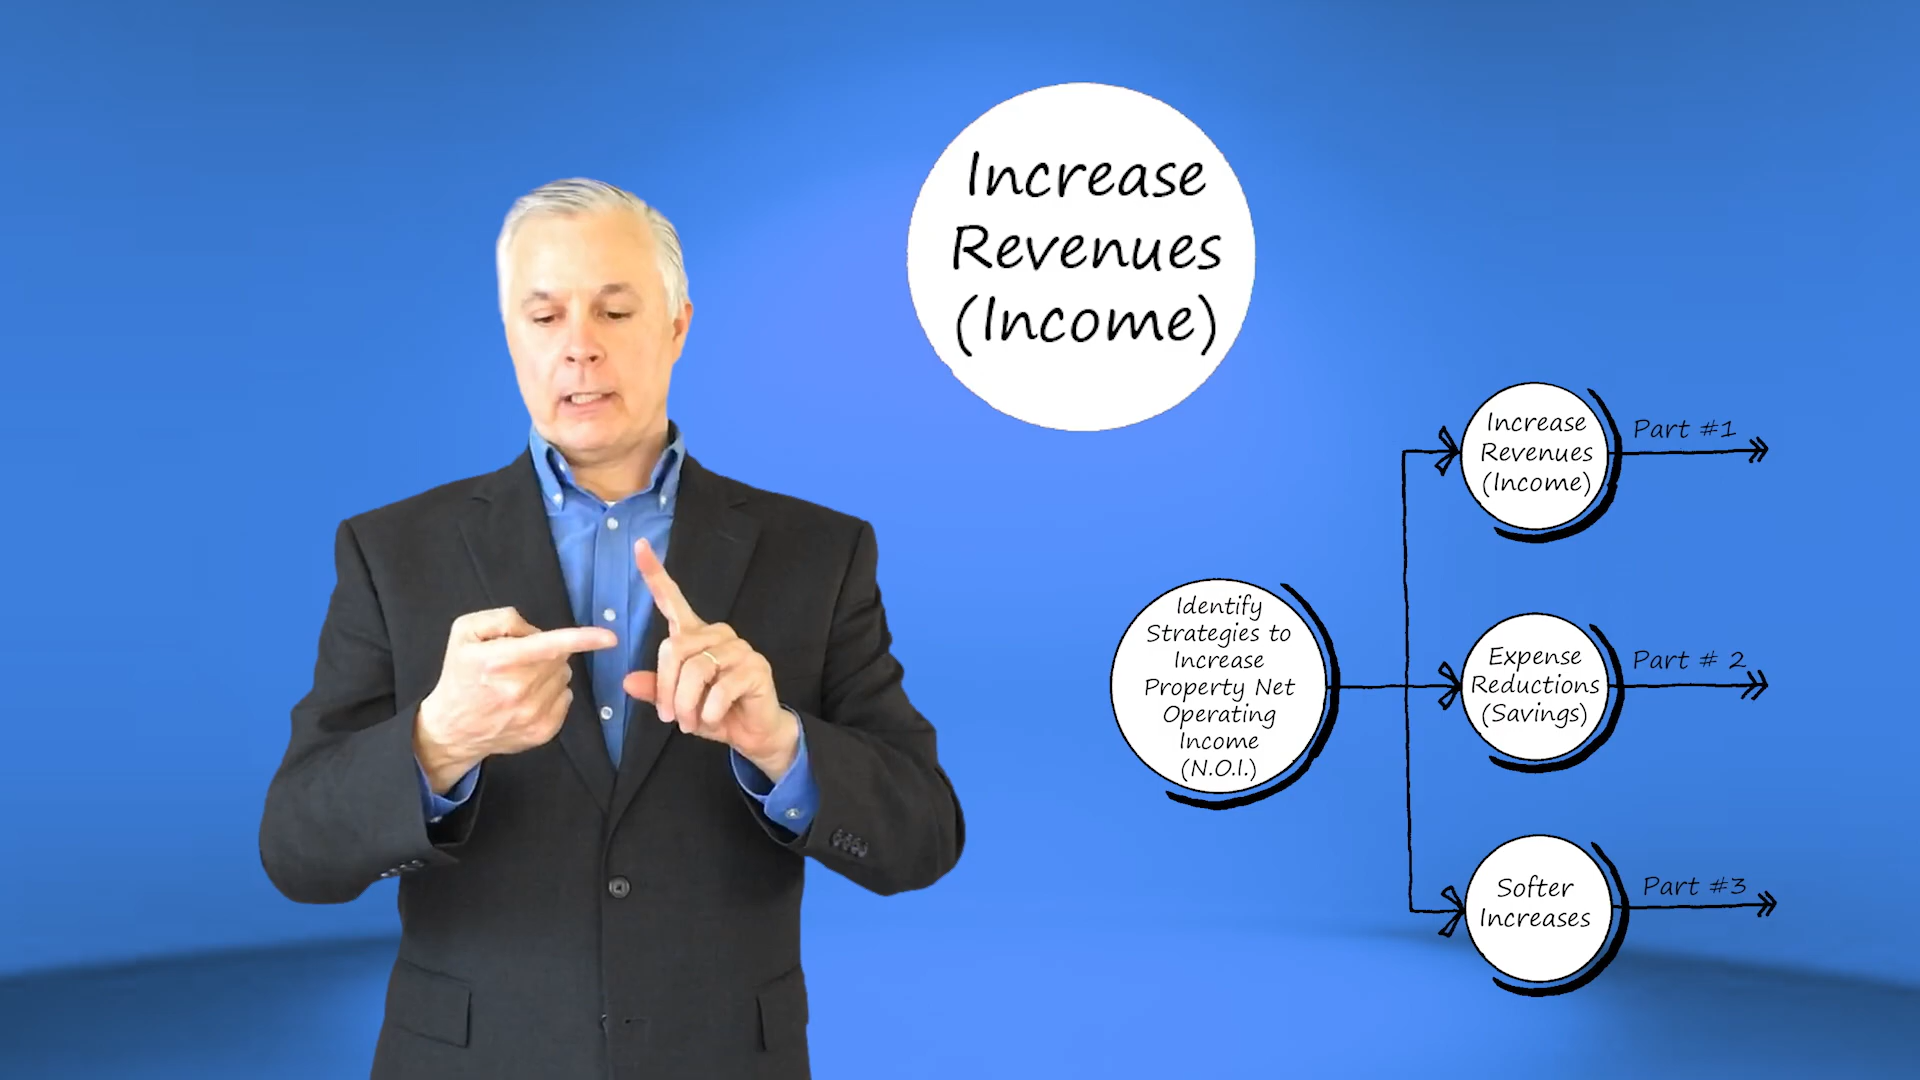 Increase
Revenues
(Income)
Identify
Strategies to
Increase
Property Net
Operating
Income
(N.O.I.)
Increase
Revenues
(Income)
Part #1
Expense
Reductions
(Savings)
Part # 2
Softer
Increases
Part #3